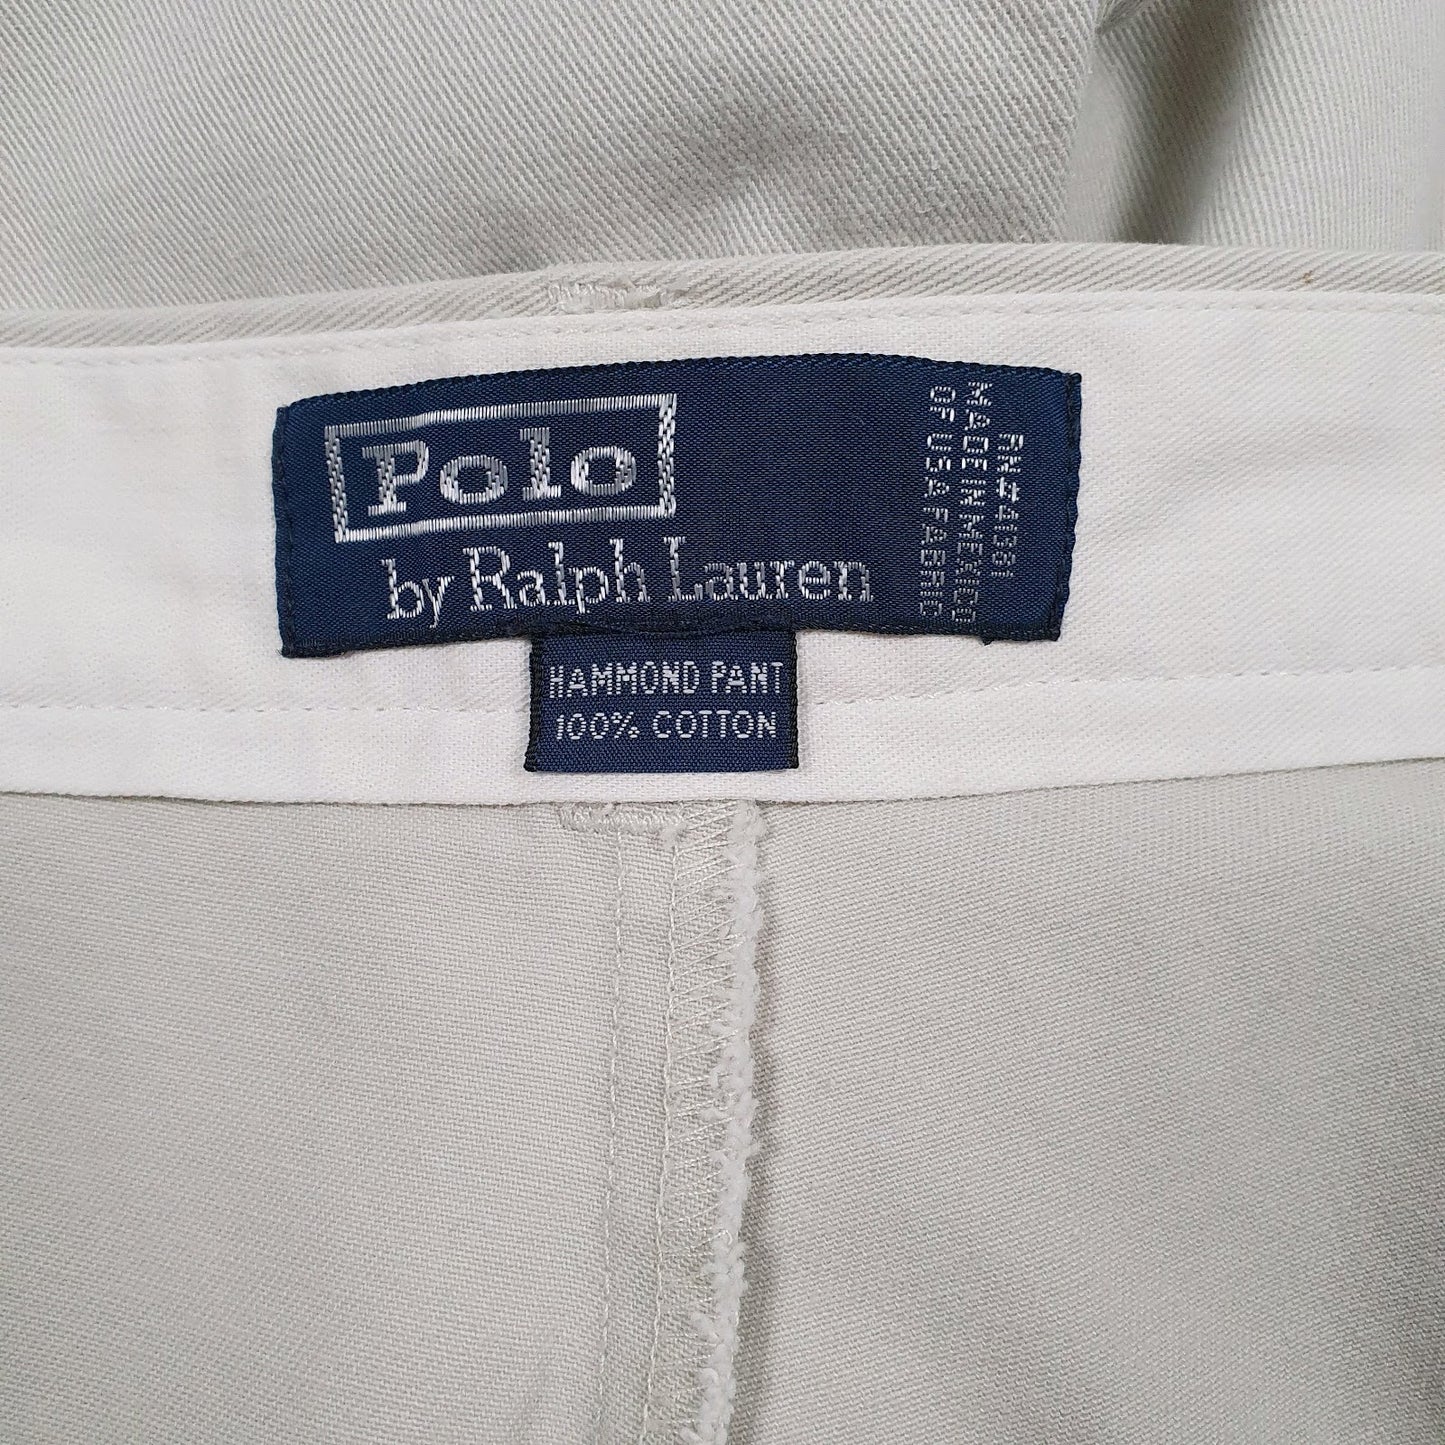 Polo
by Ralph Lauren
RN#41381
MADE IN MEXICO
OF USA FABRIC
HAMMOND PANT
100% COTTON